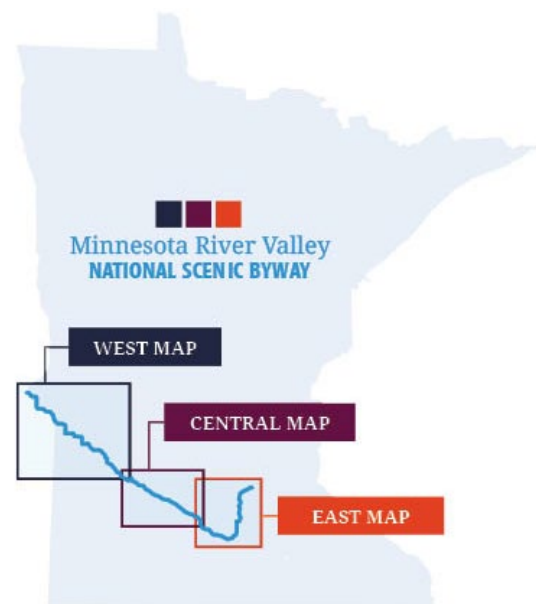 Minnesota River Valley
NATIONAL SCENIC BYWAY
WEST MAP
CENTRAL MAP
EAST MAP